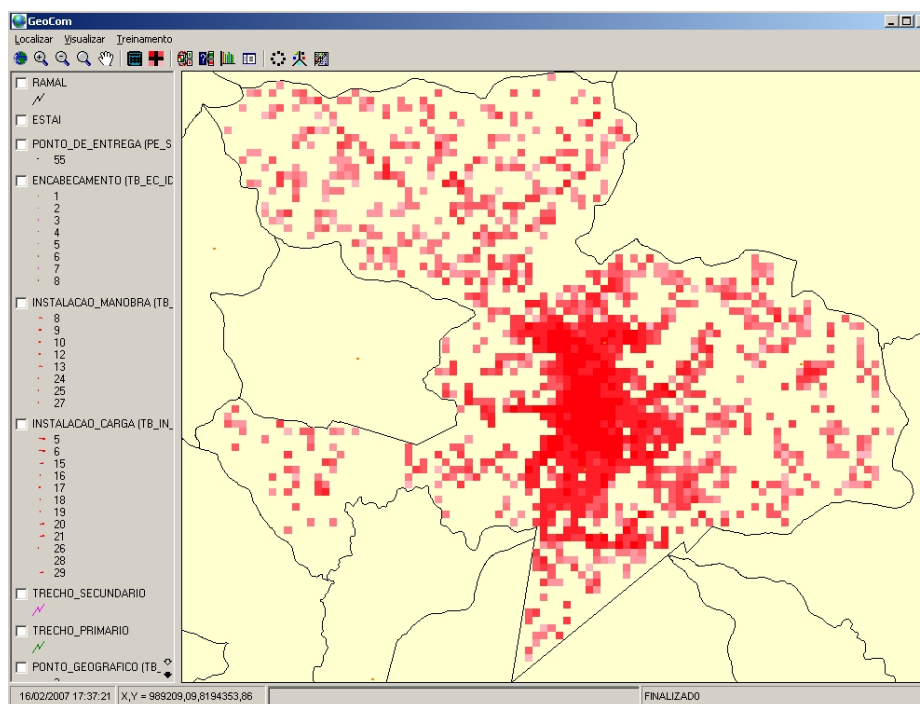 GeoCom
Localizar Visualizar Treinamento
RAMAL
ESTAI
PONTO_DE_ENTREGA (PE_S
55
ENCABECAMENTO (TB_EC_ID
1
2
3
4
5
6
7
8
INSTALACAO_MANOBRA (TB_
8
9
10
12
13
24
25
27
INSTALACAO_CARGA (TB_IN_
5
6
15
16
17
18
19
20
21
26
28
29
TRECHO_SECUNDARIO
TRECHO_PRIMARIO
PONTO_GEOGRAFICO (TB_
16/02/2007 17:37:21 X,Y = 989209,09,8194353,86 FINALIZADO